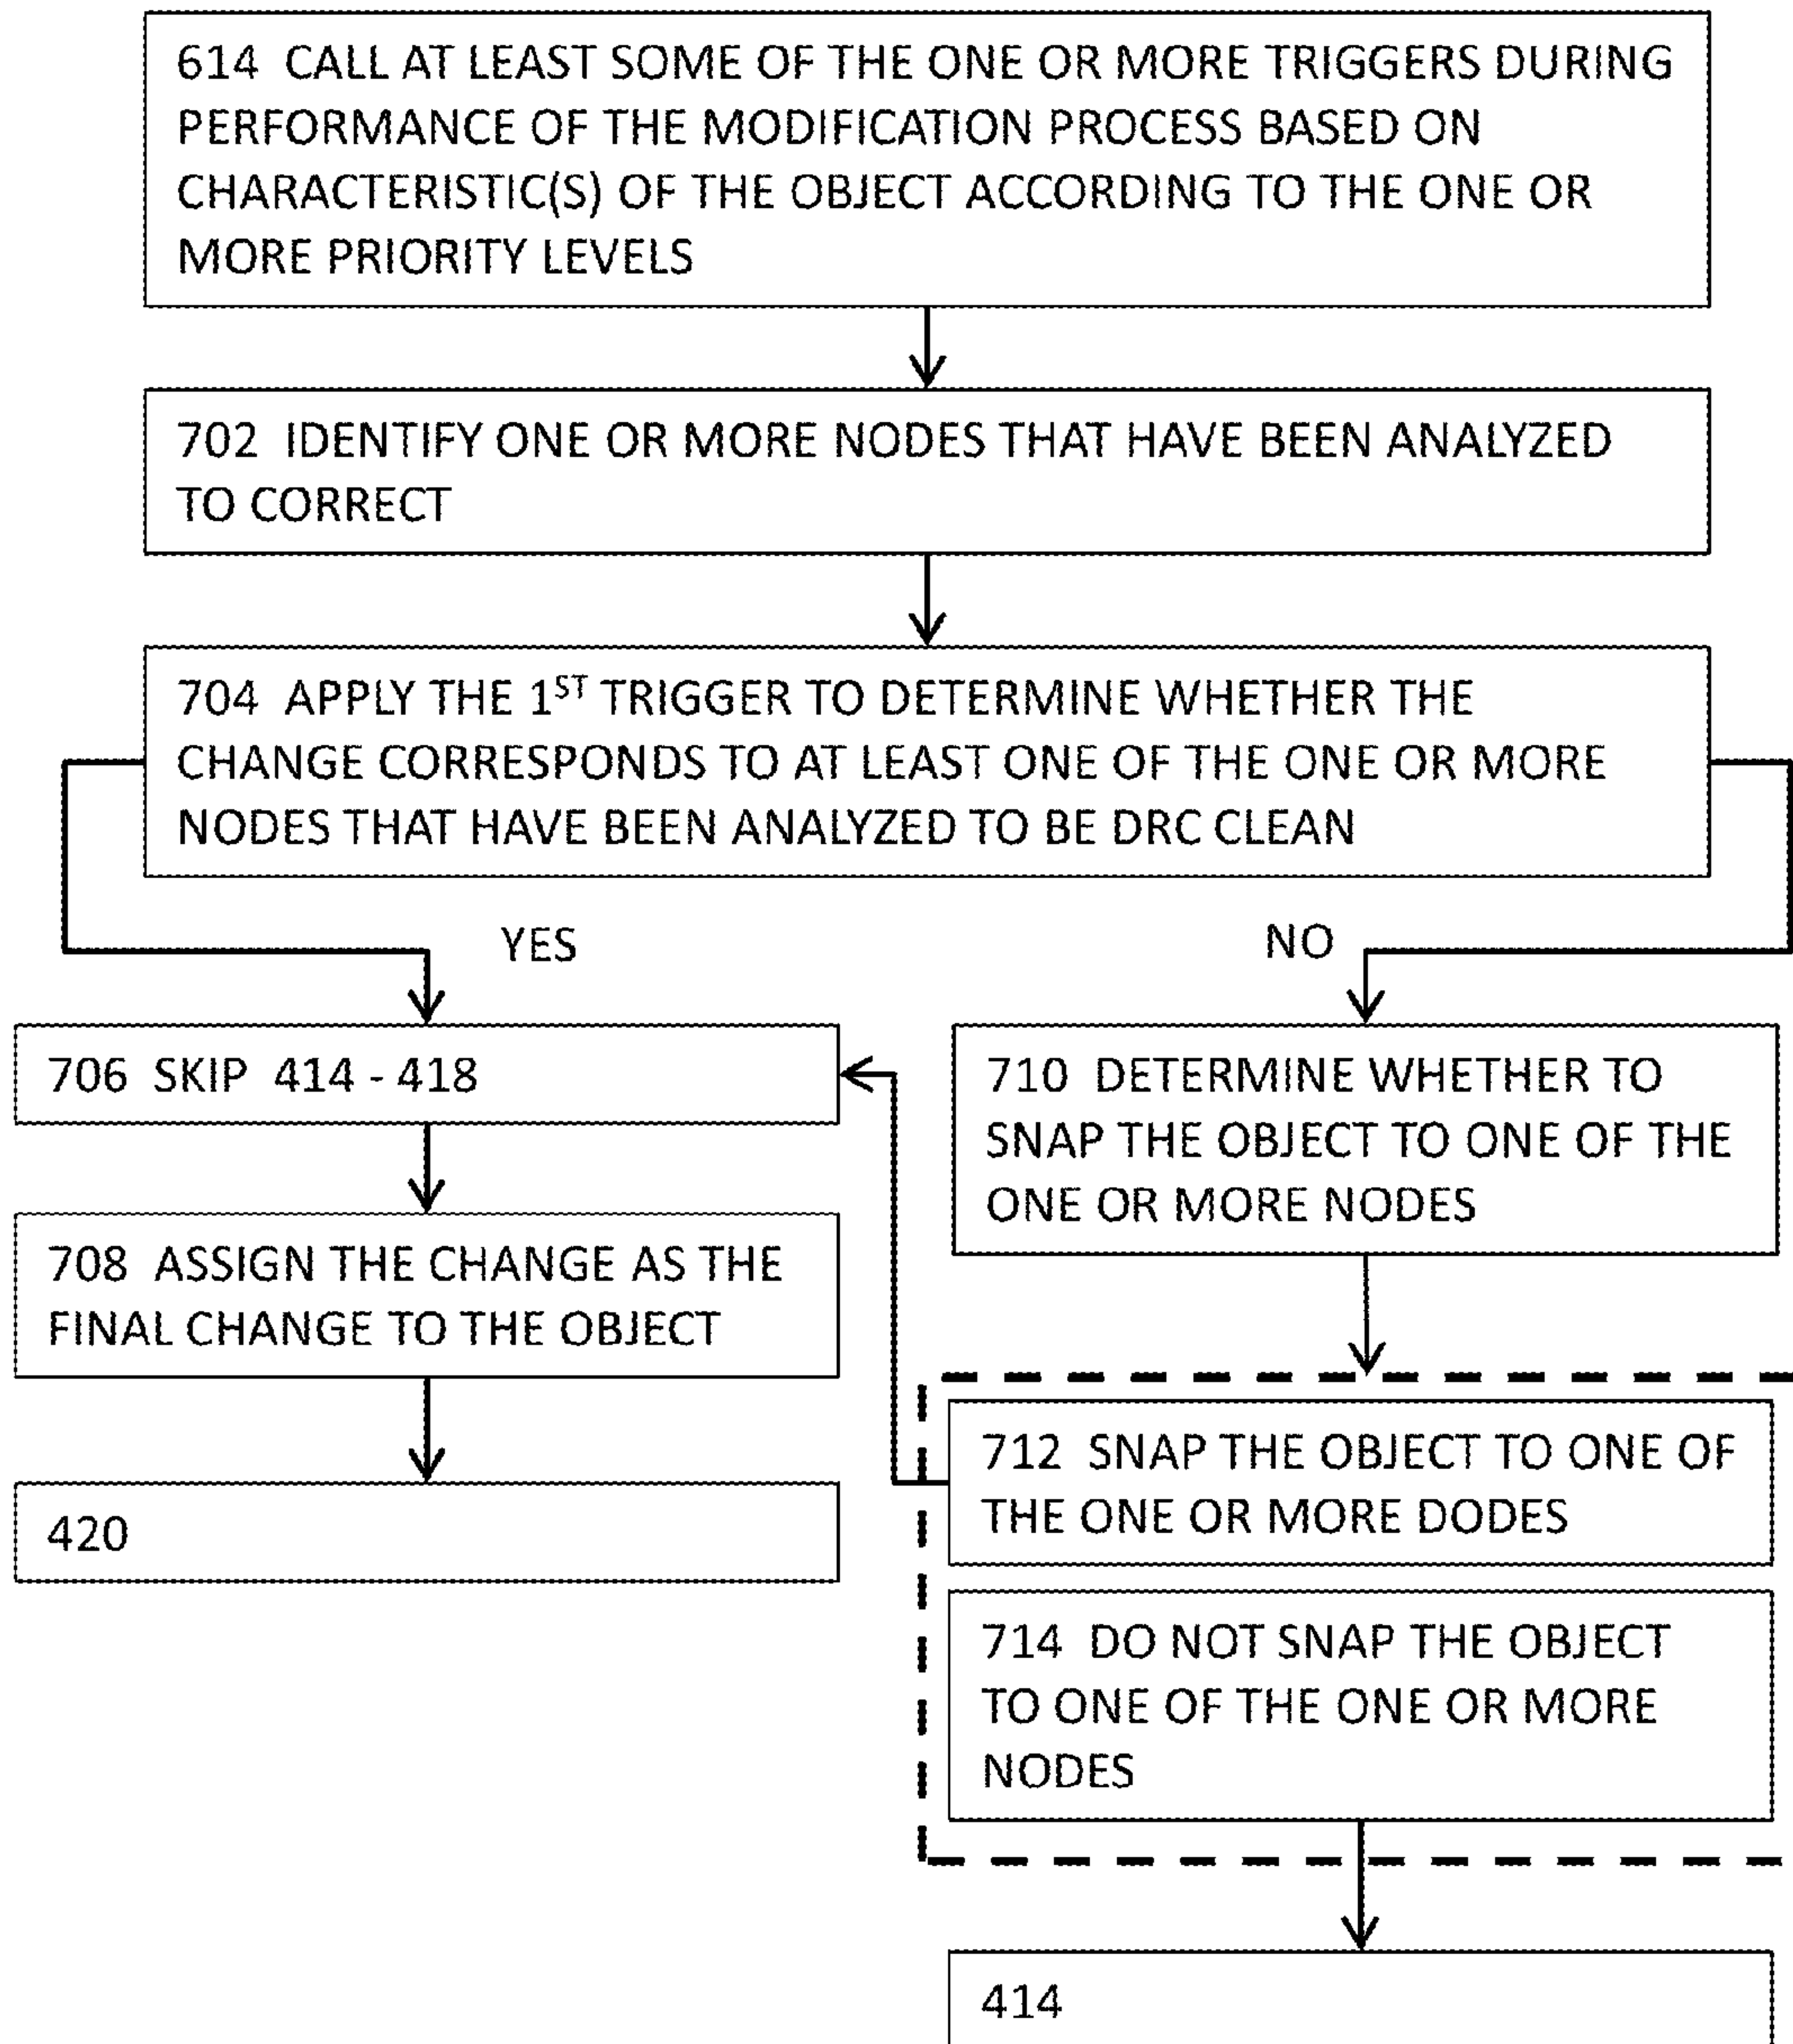 614 CALL AT LEAST SOME OF THE ONE OR MORE TRIGGERS DURING
PERFORMANCE OF THE MODIFICATION PROCESS BASED ON
CHARACTERISTIC(S) OF THE OBJECT ACCORDING TO THE ONE OR
MORE PRIORITY LEVELS
702 IDENTIFY ONE OR MORE NODES THAT HAVE BEEN ANALYZED
TO CORRECT
704 APPLY THE 1ST TRIGGER TO DETERMINE WHETHER THE
CHANGE CORRESPONDS TO AT LEAST ONE OF THE ONE OR MORE
NODES THAT HAVE BEEN ANALYZED TO BE DRC CLEAN
YES
NO
706 SKIP 414 - 418
708 ASSIGN THE CHANGE AS THE
FINAL CHANGE TO THE OBJECT
420
710 DETERMINE WHETHER TO
SNAP THE OBJECT TO ONE OF THE
ONE OR MORE NODES
712 SNAP THE OBJECT TO ONE OF
THE ONE OR MORE DODES
714 DO NOT SNAP THE OBJECT
TO ONE OF THE ONE OR MORE
NODES
414